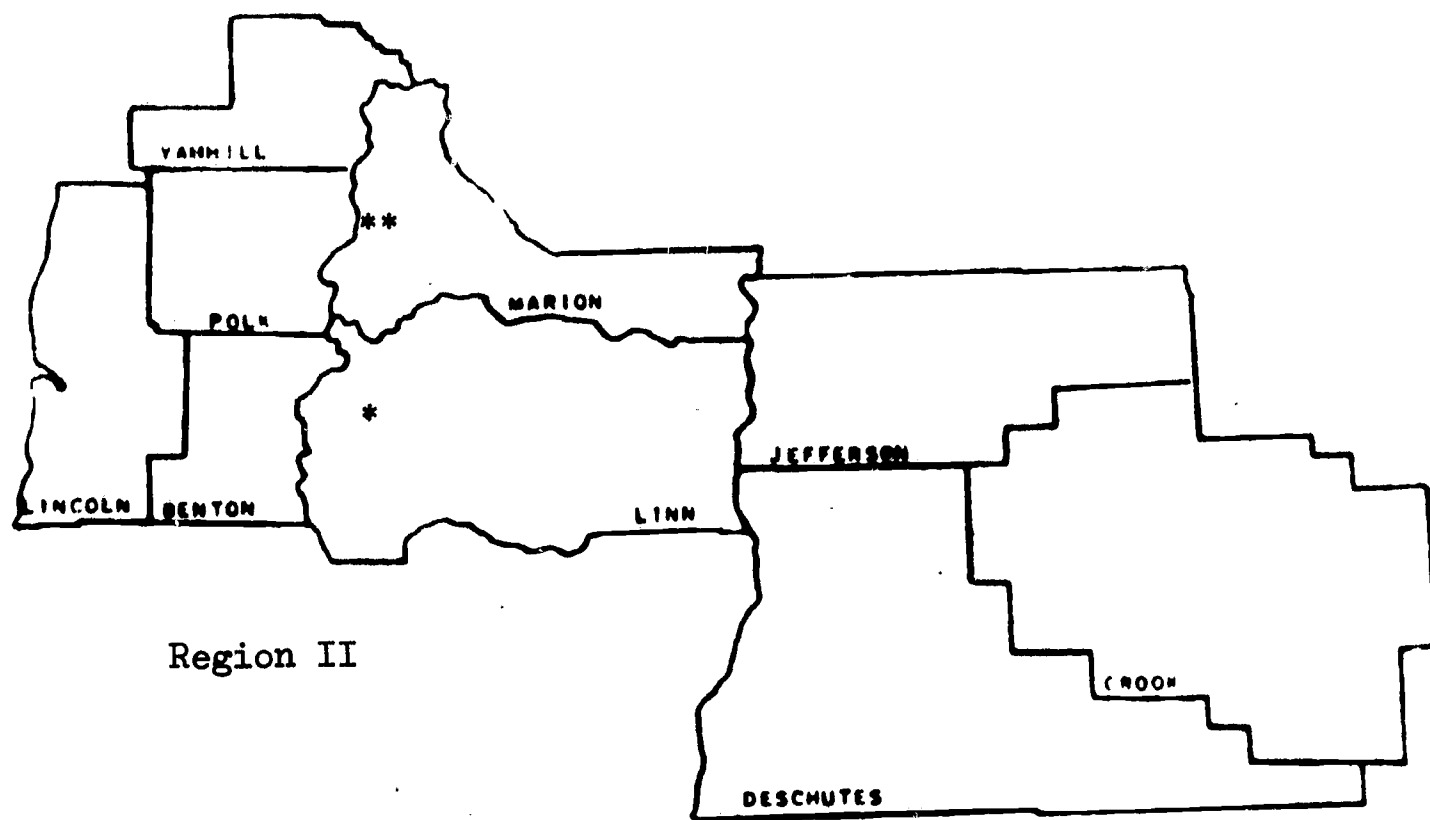 YAMHILL
**
POLK
MARION
*
JEFFERSON
LINCOLN
BENTON
LINN
Region II
CROOK
DESCHUTES